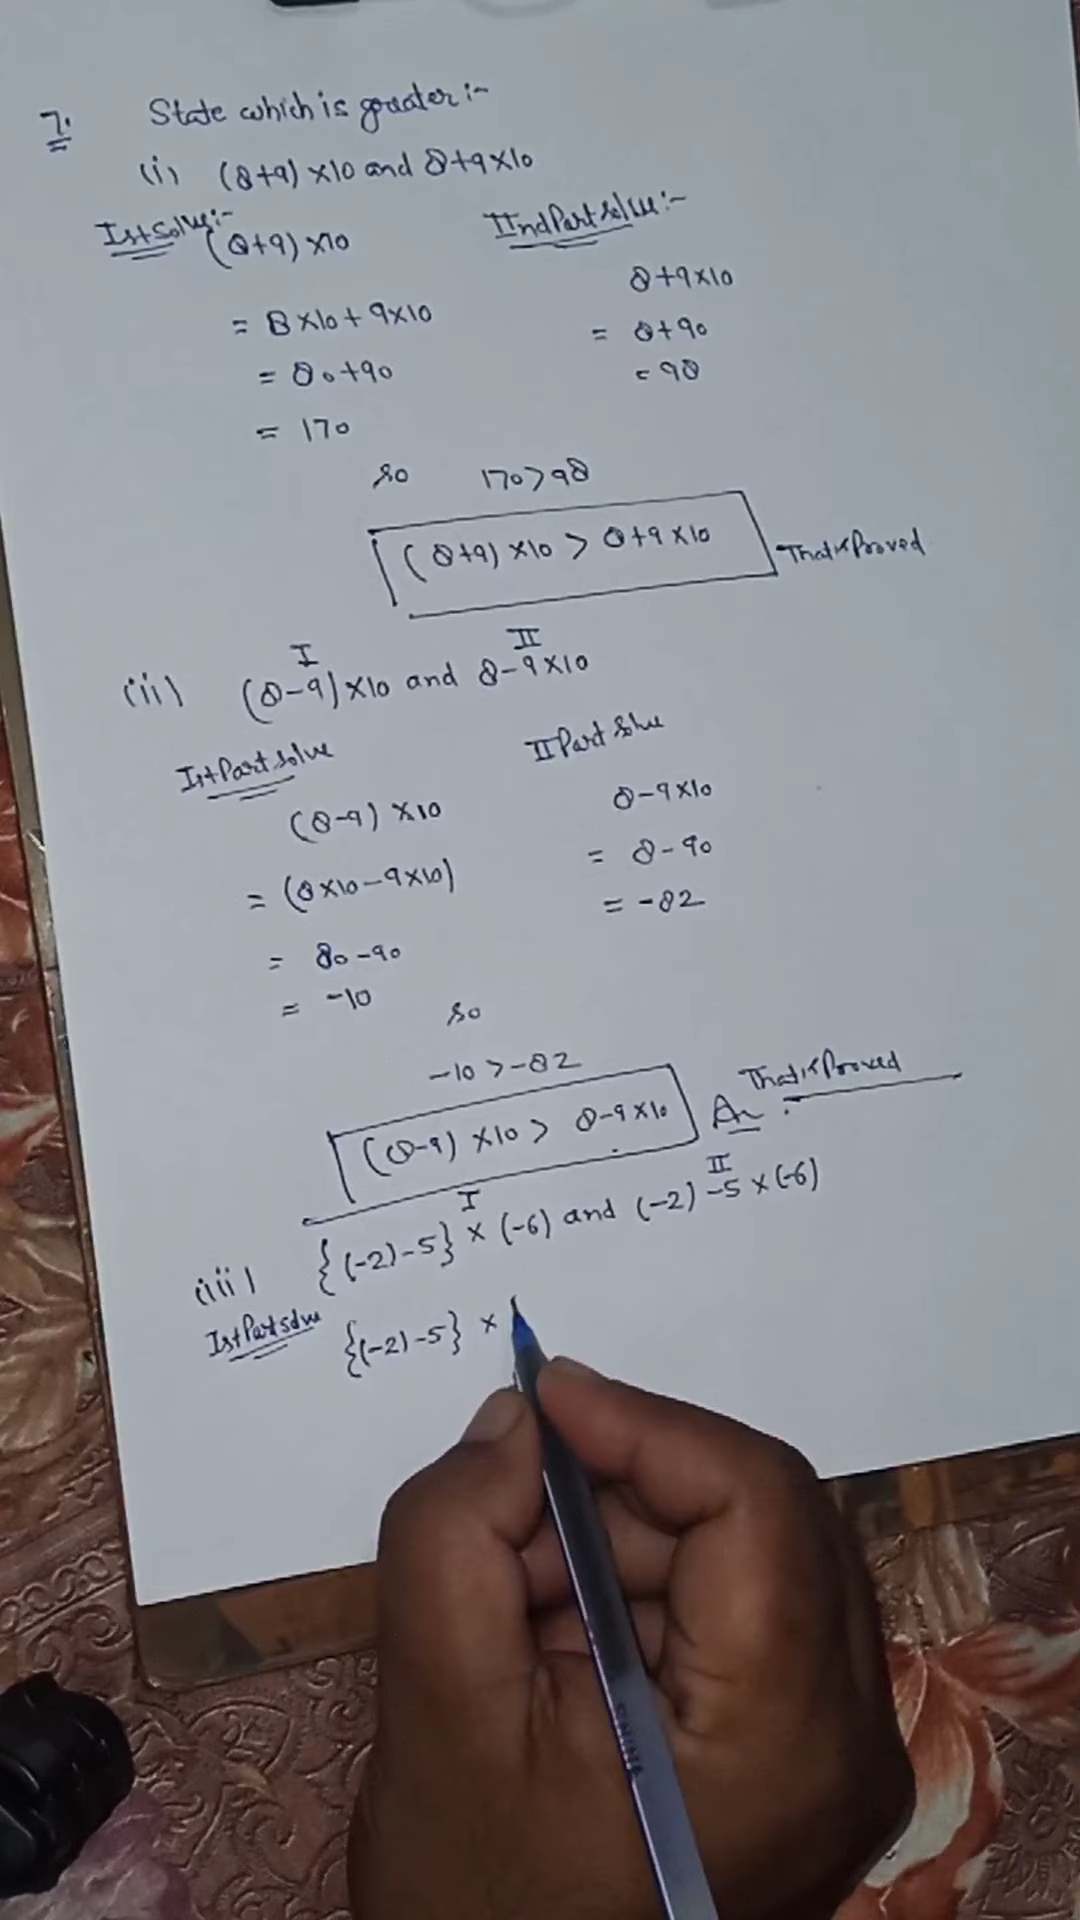 7. State which is greater :-
(i) (8+9) ×10 and 8+9×10
Ist Solve:-
(8+9) ×10
= 8×10 + 9×10
= 80+90
= 170
IInd Part solve :-
8+9×10
= 8+90
= 98
so 170>98
(8+9) ×10 > 8+9×10 That is Proved
I II
(ii) (8-9)×10 and 8-9×10
Ist Part solve
(8-9) ×10
= (8×10-9×10)
= 80-90
= -10
II Part Solve
8-9×10
= 8-90
= -82
so
-10 >-82
(8-9) ×10 > 8-9×10 That is Proved
I II
(iii) {(-2)-5} × (-6) and (-2) -5 × (-6)
Ist Part solve {(-2)-5} ×